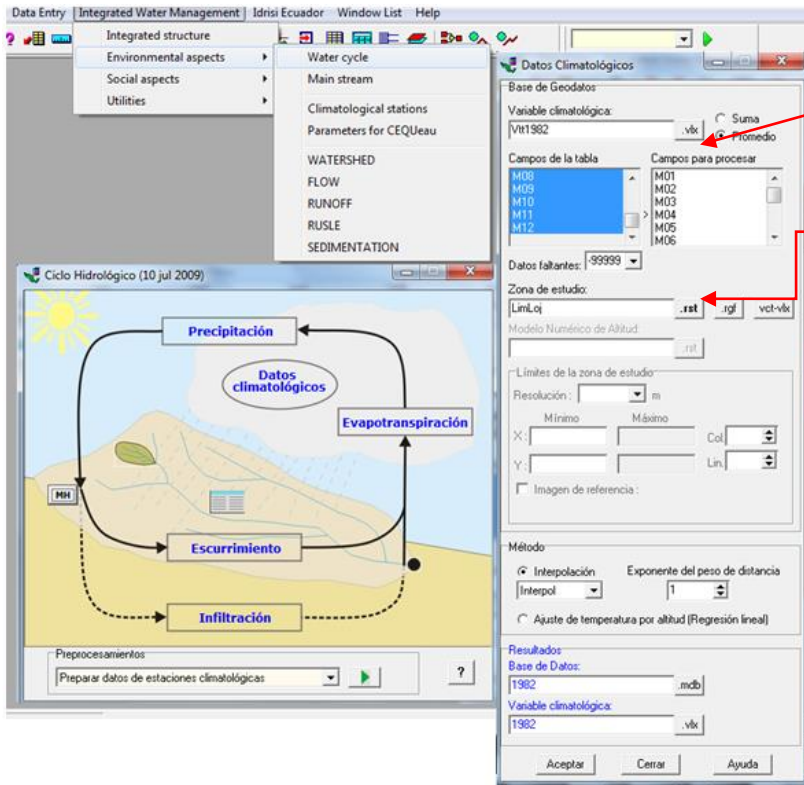 Data Entry Integrated Water Management Idrisi Ecuador Window List Help
Integrated structure
Environmental aspects
Social aspects
Utilities
Water cycle
Main stream
Climatological stations
Parameters for CEQUeau
WATERSHED
FLOW
RUNOFF
RUSLE
SEDIMENTATION
Ciclo Hidrológico (10 jul 2009)
Precipitación
Datos
climatológicos
Evapotranspiración
MH
Escurrimiento
Infiltración
Preprocesamientos
Preparar datos de estaciones climatológicas
?
Datos Climatológicos
Base de Geodatos
Variable climatológica:
Vtt1982 .vlx
Suma
Promedio
Campos de la tabla Campos para procesar
M08 M01
M09 M02
M10 M03
M11 > M04
M12 M05
M06
Datos faltantes: -99999
Zona de estudio:
LimLoj .rst .rgf vct-vlx
Modelo Numérico de Altitud
.rst
Límites de la zona de estudio
Resolución : m
Mínimo Máximo
X : Col.
Y : Lin.
Imagen de referencia :
Método
Interpolación Exponente del peso de distancia
Interpol 1
Ajuste de temperatura por altitud (Regresión lineal)
Resultados
Base de Datos:
1982 .mdb
Variable climatológica:
1982 .vlx
Aceptar Cerrar Ayuda